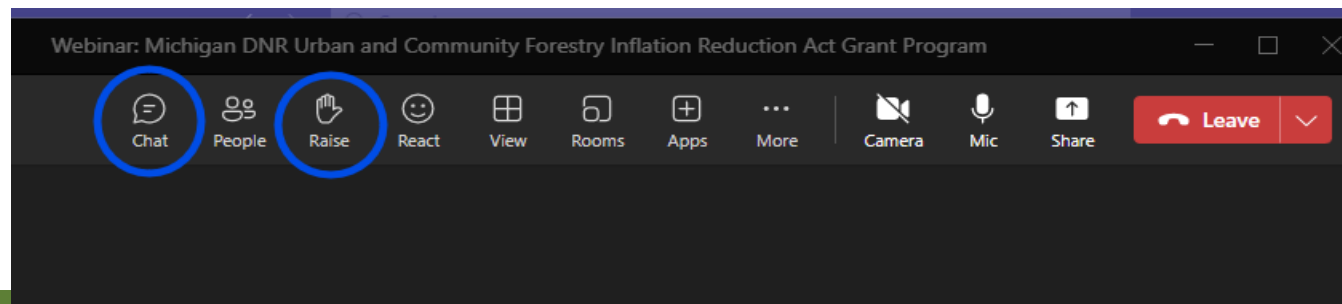 Webinar: Michigan DNR Urban and Community Forestry Inflation Reduction Act Grant Program
Chat People Raise React View Rooms Apps More Camera Mic Share Leave